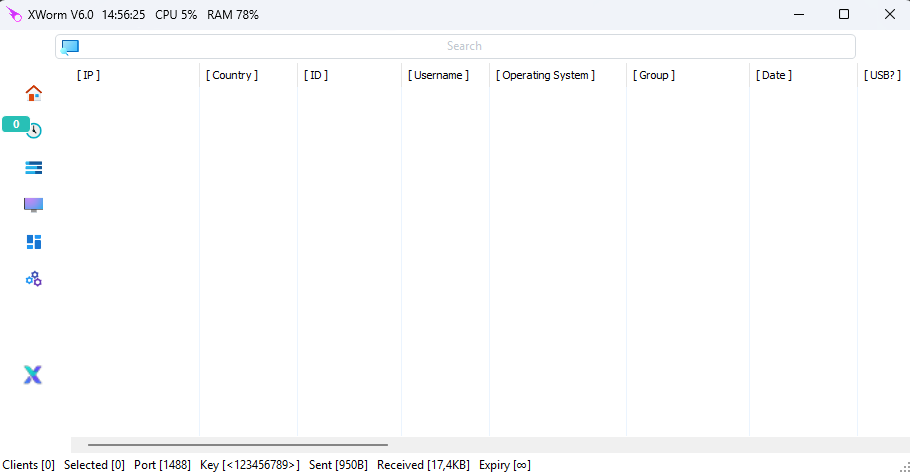 XWorm V6.0 14:56:25 CPU 5% RAM 78%
Search
[ IP ] [ Country ] [ ID ] [ Username ] [ Operating System ] [ Group ] [ Date ] [ USB? ]
0
Clients [0] Selected [0] Port [1488] Key [<123456789>] Sent [950B] Received [17,4KB] Expiry [∞]